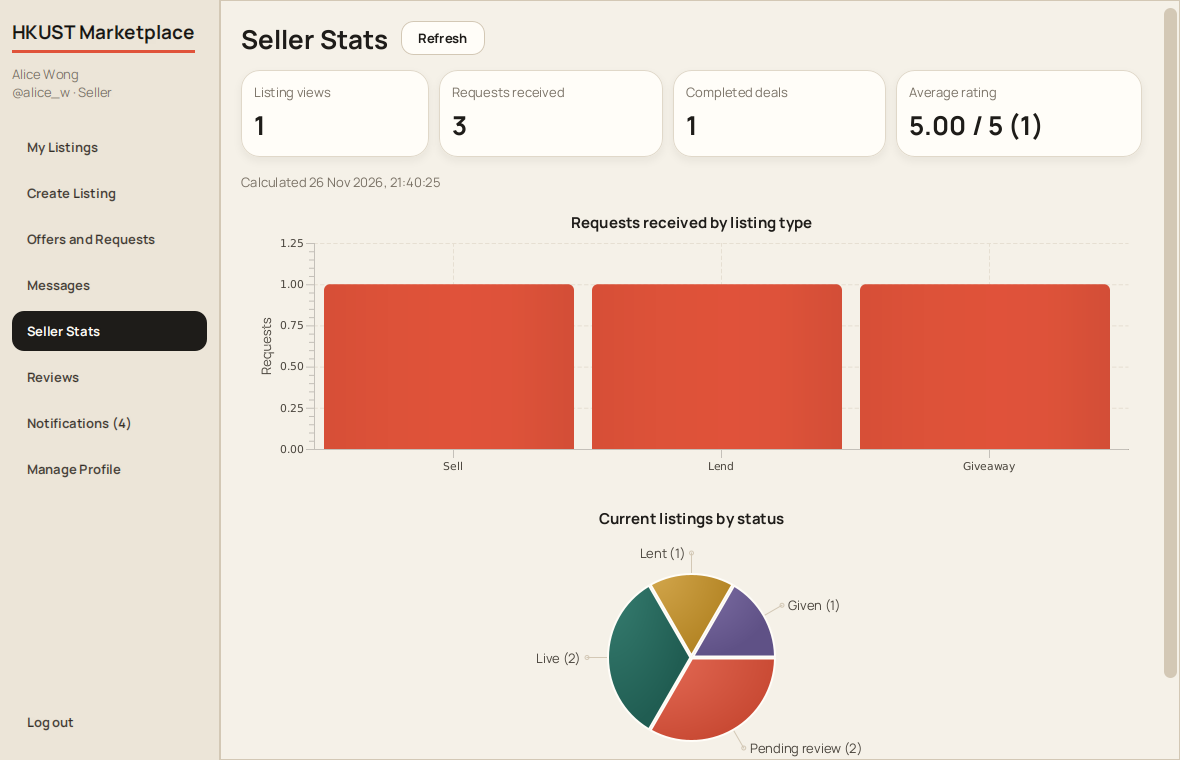 HKUST Marketplace
Alice Wong
@alice_w · Seller
My Listings
Create Listing
Offers and Requests
Messages
Seller Stats
Reviews
Notifications (4)
Manage Profile
Log out
Seller Stats
Refresh
Listing views
1
Requests received
3
Completed deals
1
Average rating
5.00 / 5 (1)
Calculated 26 Nov 2026, 21:40:25
Requests received by listing type
Requests
1.25
1.00
0.75
0.50
0.25
0.00
Sell
Lend
Giveaway
Current listings by status
Lent (1)
Given (1)
Live (2)
Pending review (2)